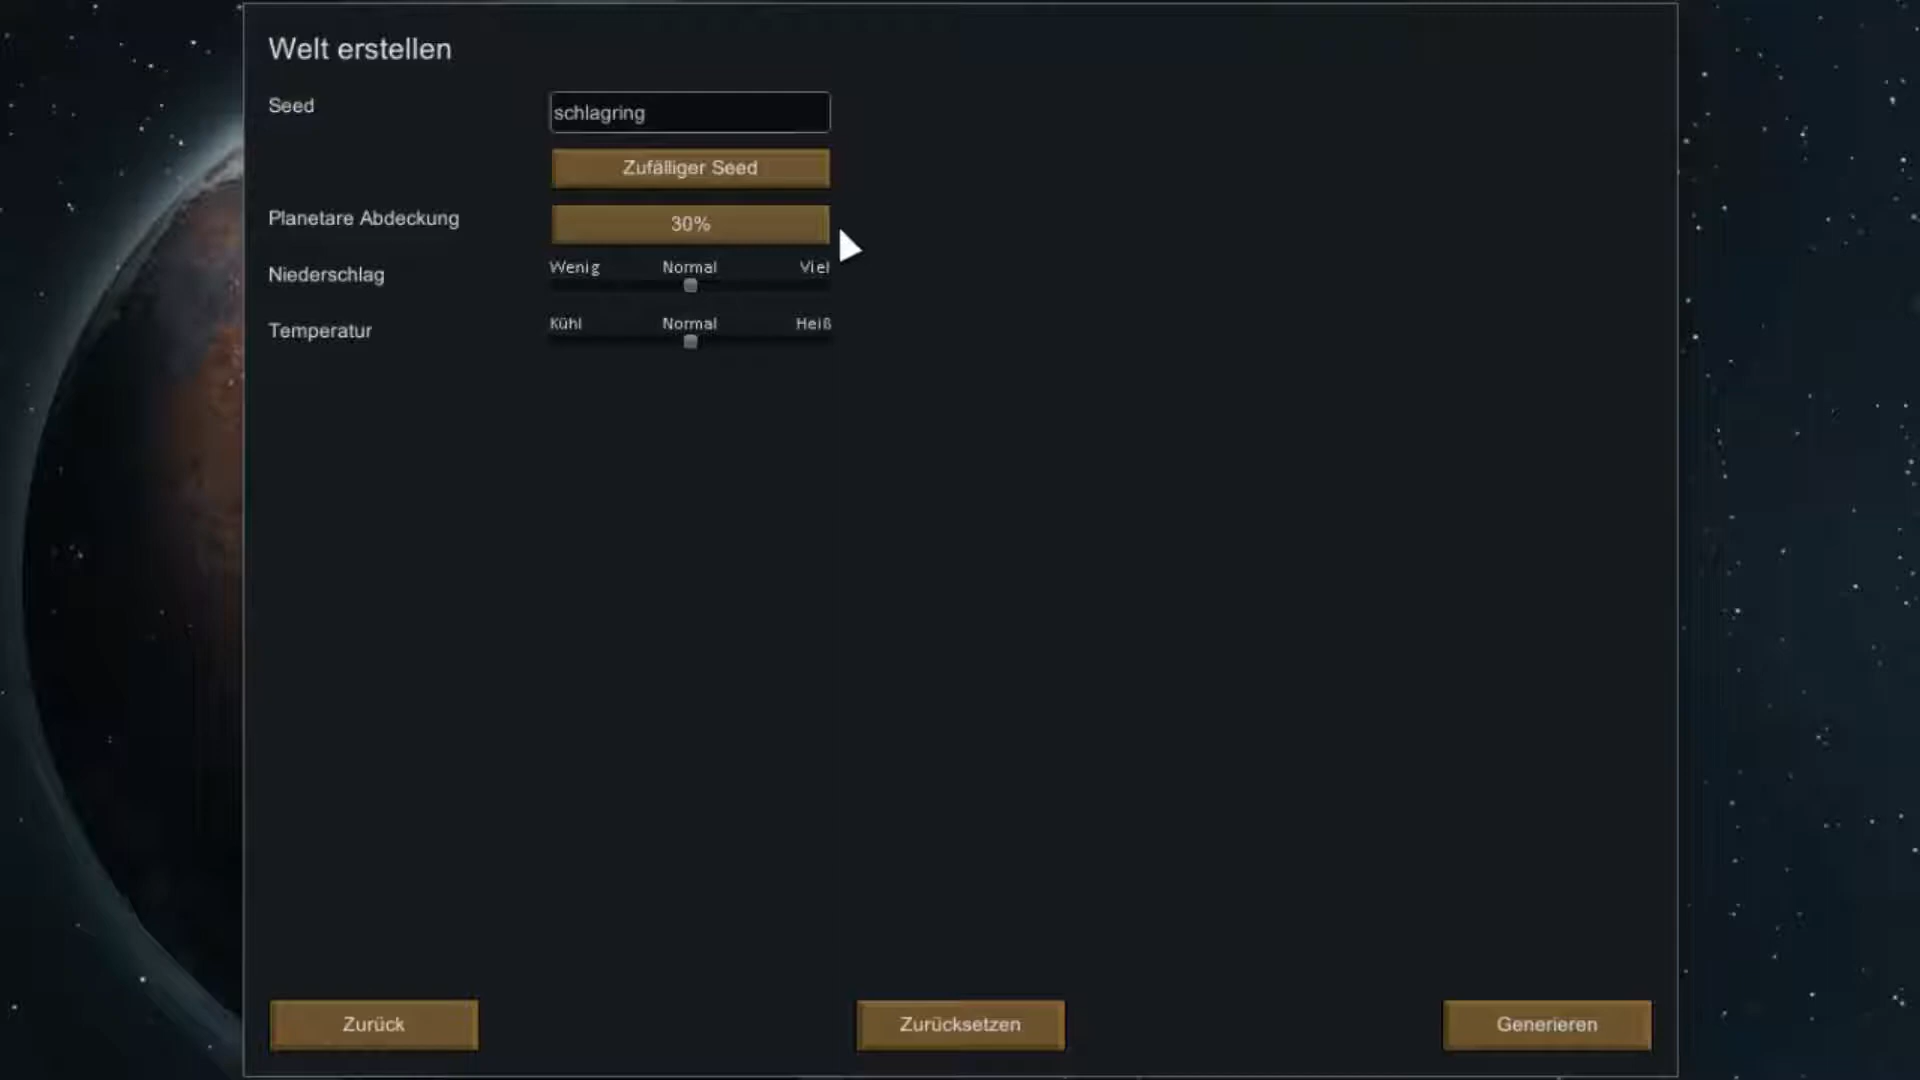 Welt erstellen
Seed
schlagring
Zufälliger Seed
Planetare Abdeckung
30%
Niederschlag
Wenig Normal Viel
Temperatur
Kühl Normal Heiß
Zurück
Zurücksetzen
Generieren